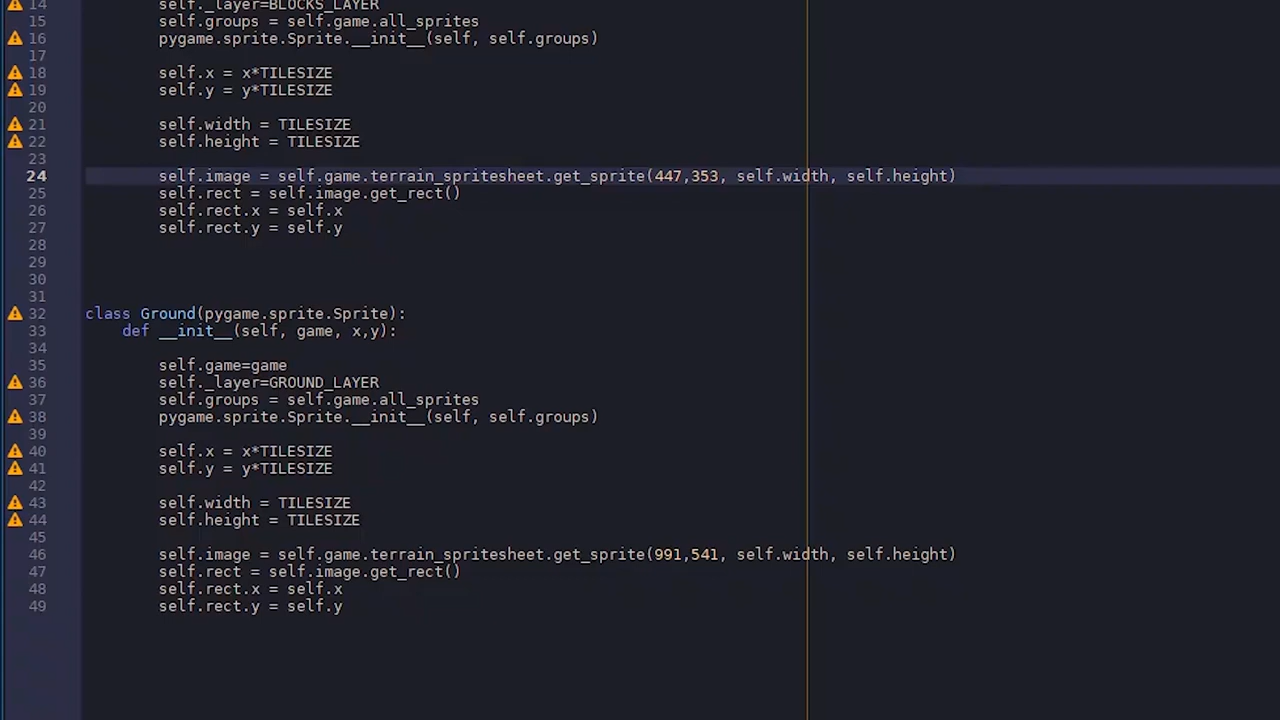 14 self._layer=BLOCKS_LAYER
15 self.groups = self.game.all_sprites
16 pygame.sprite.Sprite.__init__(self, self.groups)
17
18 self.x = x*TILESIZE
19 self.y = y*TILESIZE
20
21 self.width = TILESIZE
22 self.height = TILESIZE
23
24 self.image = self.game.terrain_spritesheet.get_sprite(447,353, self.width, self.height)
25 self.rect = self.image.get_rect()
26 self.rect.x = self.x
27 self.rect.y = self.y
28
29
30
31
32 class Ground(pygame.sprite.Sprite):
33 def __init__(self, game, x,y):
34
35 self.game=game
36 self._layer=GROUND_LAYER
37 self.groups = self.game.all_sprites
38 pygame.sprite.Sprite.__init__(self, self.groups)
39
40 self.x = x*TILESIZE
41 self.y = y*TILESIZE
42
43 self.width = TILESIZE
44 self.height = TILESIZE
45
46 self.image = self.game.terrain_spritesheet.get_sprite(991,541, self.width, self.height)
47 self.rect = self.image.get_rect()
48 self.rect.x = self.x
49 self.rect.y = self.y